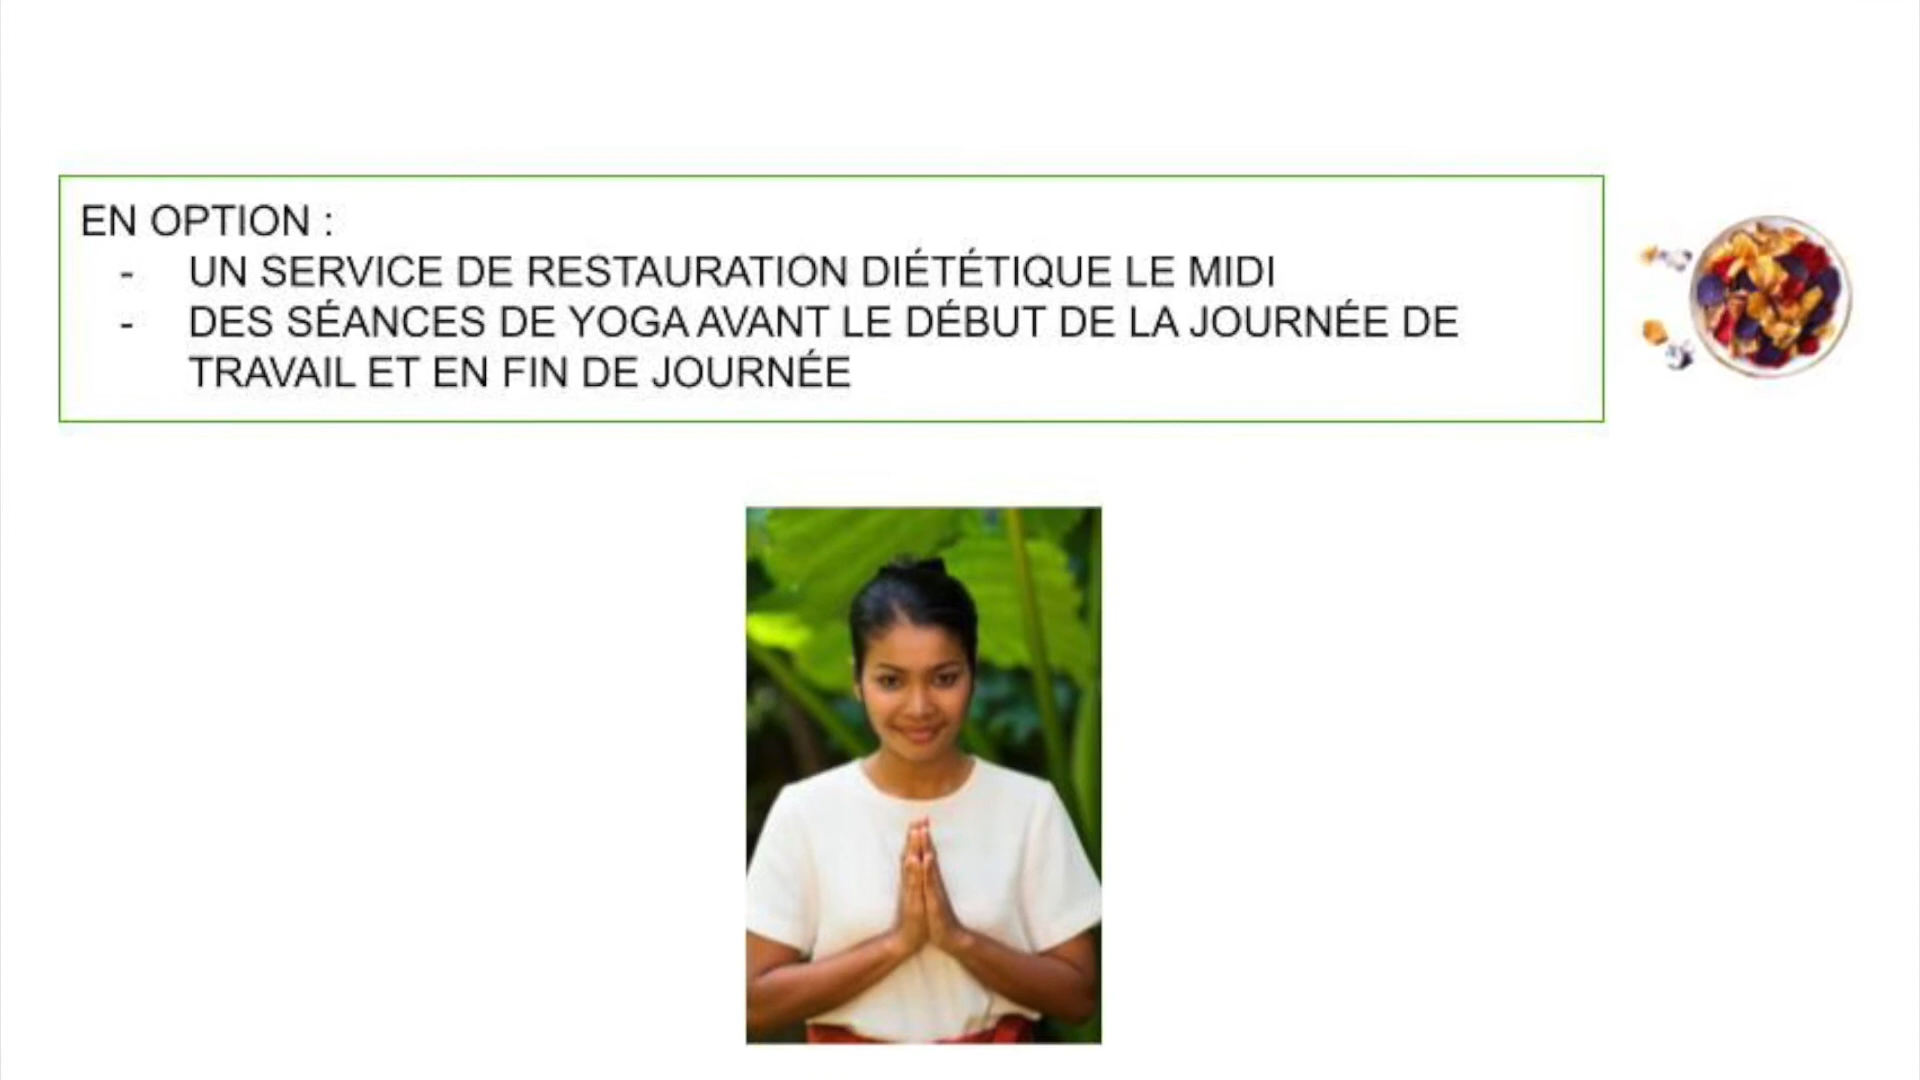 EN OPTION :
- UN SERVICE DE RESTAURATION DIÉTÉTIQUE LE MIDI
- DES SÉANCES DE YOGA AVANT LE DÉBUT DE LA JOURNÉE DE
TRAVAIL ET EN FIN DE JOURNÉE